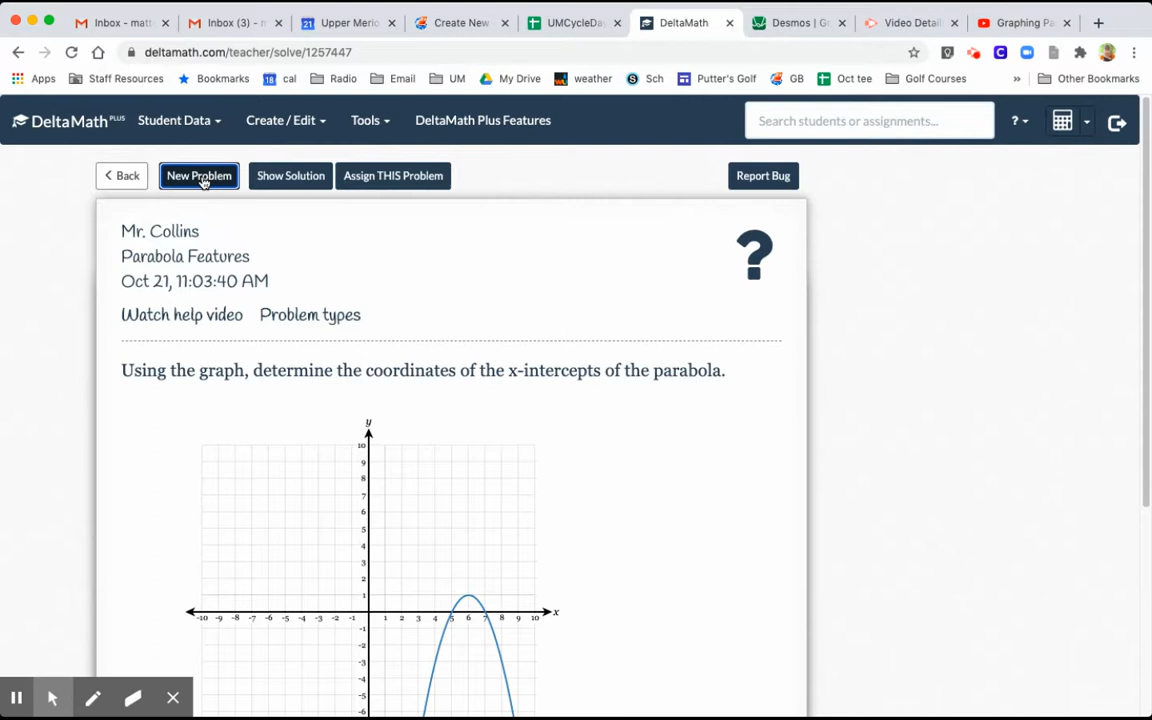 Inbox - matt
Inbox (3) - m
Upper Merio
Create New
UMCycleDay
DeltaMath
Desmos | Gr
Video Detail
Graphing Pa
deltamath.com/teacher/solve/1257447
Apps
Staff Resources
Bookmarks
cal
Radio
Email
UM
My Drive
weather
Sch
Putter's Golf
GB
Oct tee
Golf Courses
»
Other Bookmarks
DeltaMath PLUS
Student Data
Create / Edit
Tools
DeltaMath Plus Features
Search students or assignments...
?
Back
New Problem
Show Solution
Assign THIS Problem
Report Bug
Mr. Collins
Parabola Features
Oct 21, 11:03:40 AM
?
Watch help video Problem types
Using the graph, determine the coordinates of the x-intercepts of the parabola.
y
10
9
8
7
6
5
4
3
2
1
x
-10 -9 -8 -7 -6 -5 -4 -3 -2 -1 1 2 3 4 5 6 7 8 9 10
-1
-2
-3
-4
-5
-6